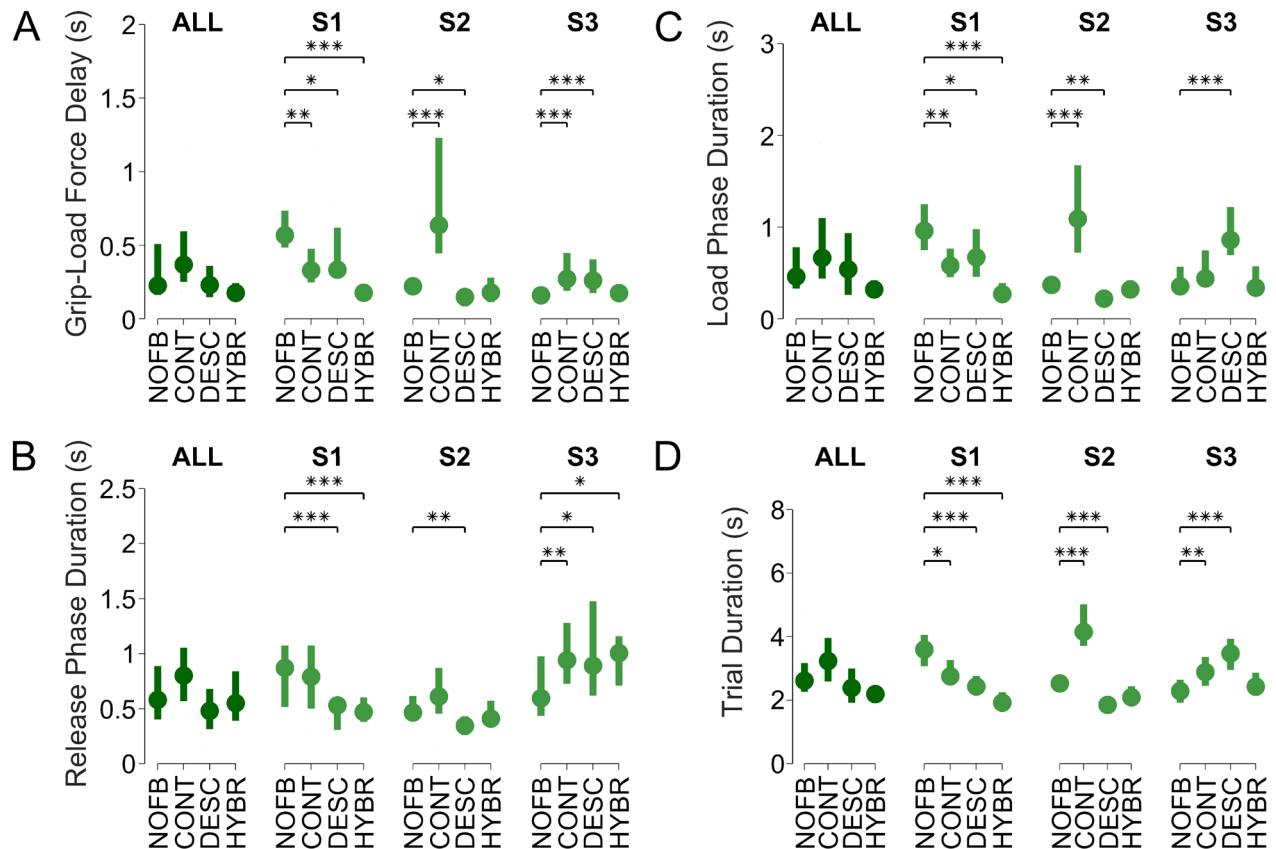 A
Grip-Load Force Delay (s)
2
1.5
1
0.5
0
ALL
S1
S2
S3
***
*
**
*
***
***
***
NOFB
CONT
DESC
HYBR
NOFB
CONT
DESC
HYBR
NOFB
CONT
DESC
HYBR
NOFB
CONT
DESC
HYBR
C
Load Phase Duration (s)
3
2
1
0
ALL
S1
S2
S3
***
*
**
**
***
***
NOFB
CONT
DESC
HYBR
NOFB
CONT
DESC
HYBR
NOFB
CONT
DESC
HYBR
NOFB
CONT
DESC
HYBR
B
Release Phase Duration (s)
2.5
2
1.5
1
0.5
0
ALL
S1
S2
S3
***
***
**
*
*
**
NOFB
CONT
DESC
HYBR
NOFB
CONT
DESC
HYBR
NOFB
CONT
DESC
HYBR
NOFB
CONT
DESC
HYBR
D
Trial Duration (s)
8
6
4
2
0
ALL
S1
S2
S3
***
***
*
***
***
***
**
NOFB
CONT
DESC
HYBR
NOFB
CONT
DESC
HYBR
NOFB
CONT
DESC
HYBR
NOFB
CONT
DESC
HYBR